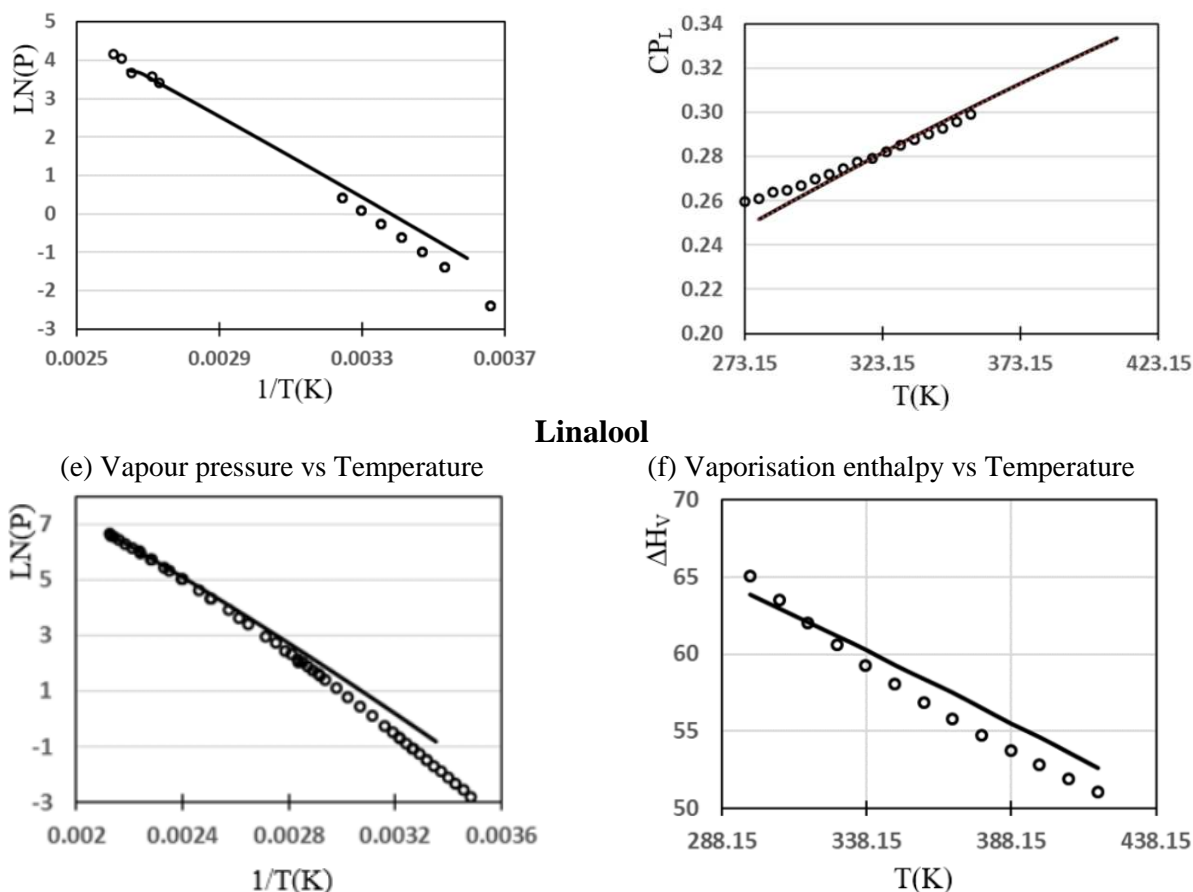 LN(P)
5
4
3
2
1
0
-1
-2
-3
0.0025 0.0029 0.0033 0.0037
1/T(K)
CPL
0.34
0.32
0.30
0.28
0.26
0.24
0.22
0.20
273.15 323.15 373.15 423.15
T(K)
Linalool
(e) Vapour pressure vs Temperature
(f) Vaporisation enthalpy vs Temperature
LN(P)
7
5
3
1
-1
-3
0.002 0.0024 0.0028 0.0032 0.0036
1/T(K)
ΔHV
70
65
60
55
50
288.15 338.15 388.15 438.15
T(K)